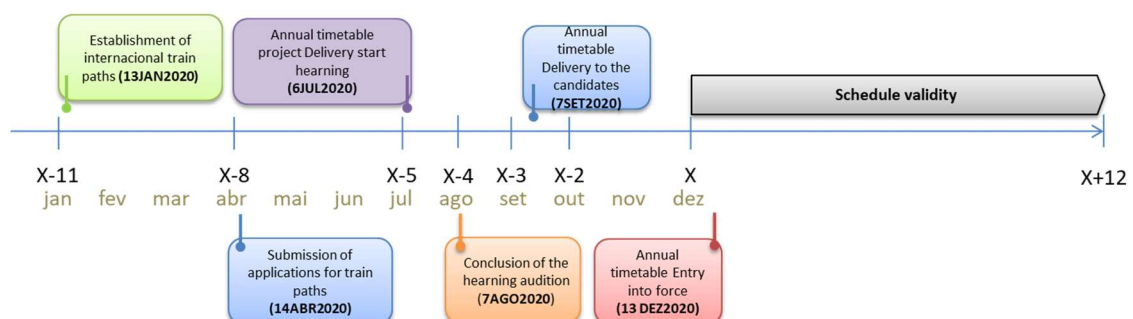 Establishment of
internacional train
paths (13JAN2020)
Annual timetable
project Delivery start
hearning
(6JUL2020)
Annual
timetable
Delivery to the
candidates
(7SET2020)
Schedule validity
X-11
X-8
X-5
X-4
X-3
X-2
X
X+12
jan
fev
mar
abr
mai
jun
jul
ago
set
out
nov
dez
Submission of
applications for train
paths
(14ABR2020)
Conclusion of the
hearning audition
(7AGO2020)
Annual
timetable Entry
into force
(13 DEZ2020)